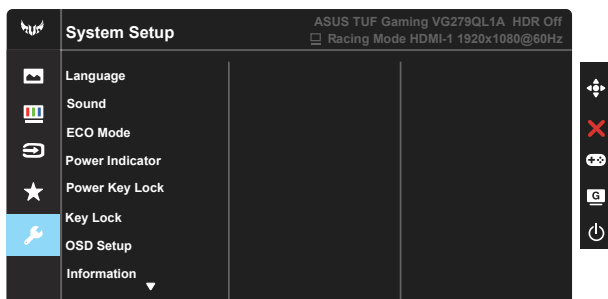 ASUS TUF Gaming VG279QL1A HDR Off
System Setup
Racing Mode HDMI-1 1920x1080@60Hz
Language
Sound
ECO Mode
Power Indicator
Power Key Lock
Key Lock
OSD Setup
Information
G